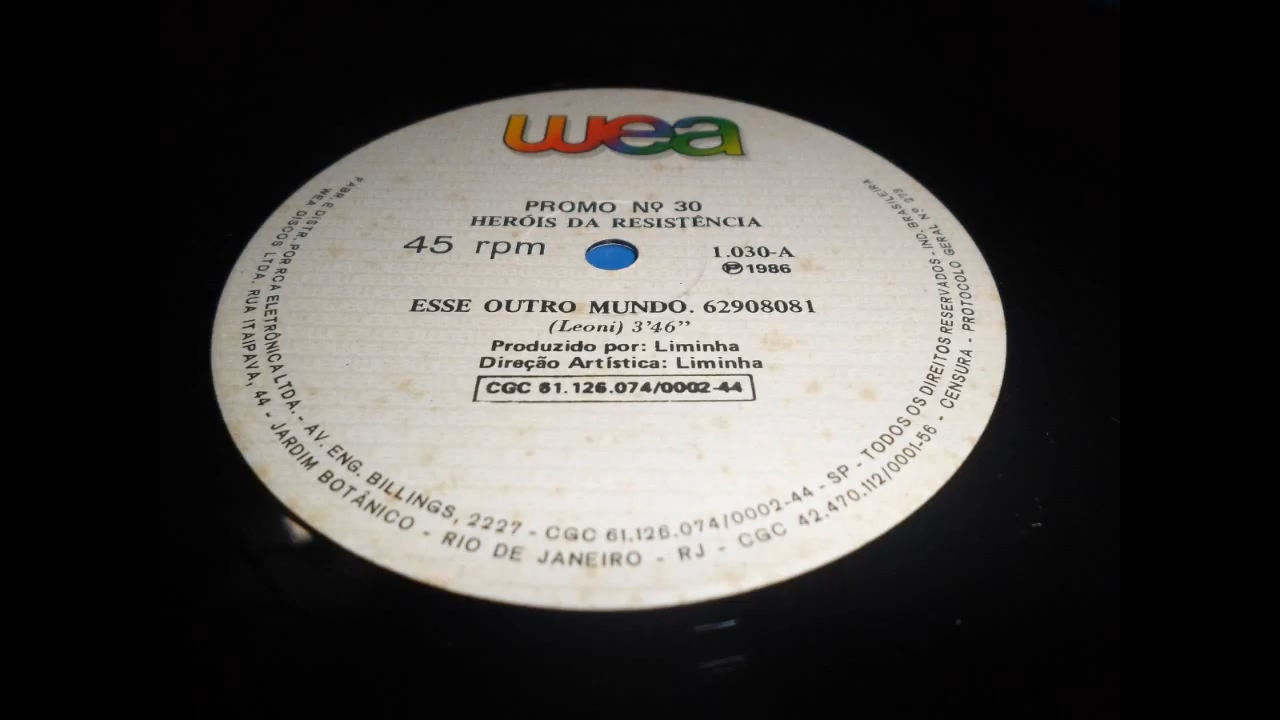 wea
PROMO Nº 30
HERÓIS DA RESISTÊNCIA
45 rpm
1.030-A
Ⓟ1986
ESSE OUTRO MUNDO. 62908081
(Leoni) 3'46"
Produzido por: Liminha
Direção Artística: Liminha
CGC 61.126.074/0002-44
FABR. E DISTR. POR RCA ELETRÔNICA LTDA. - AV. ENG. BILLINGS, 2227 - CGC 61.126.074/0002-44 - SP - TODOS OS DIREITOS RESERVADOS - IND. BRASILEIRA
WEA DISCOS LTDA. RUA ITAIPAVA, 44 - JARDIM BOTÂNICO - RIO DE JANEIRO - RJ - CGC 42.470.112/0001-56 - CENSURA - PROTOCOLO GERAL Nº 273